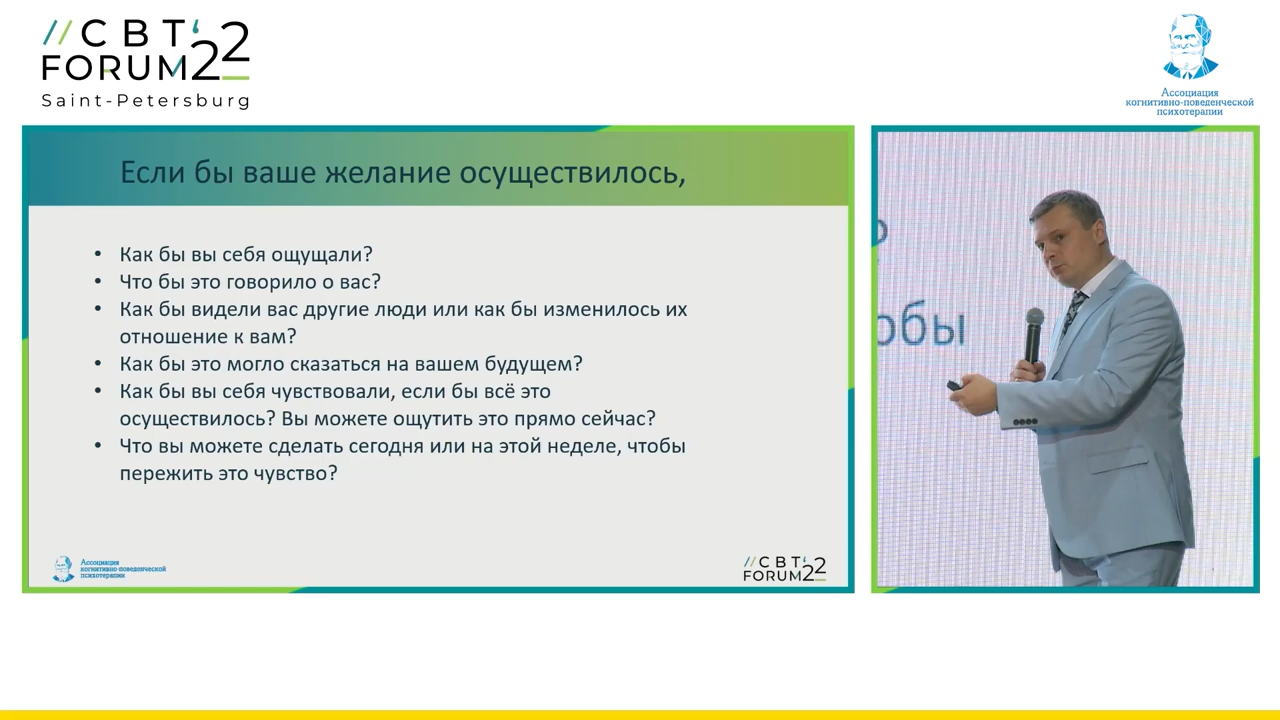 //CBT'22
FORUM
Saint-Petersburg
Ассоциация
когнитивно-поведенческой
психотерапии
Если бы ваше желание осуществилось,
• Как бы вы себя ощущали?
• Что бы это говорило о вас?
• Как бы видели вас другие люди или как бы изменилось их
отношение к вам?
• Как бы это могло сказаться на вашем будущем?
• Как бы вы себя чувствовали, если бы всё это
осуществилось? Вы можете ощутить это прямо сейчас?
• Что вы можете сделать сегодня или на этой неделе, чтобы
пережить это чувство?
Ассоциация
когнитивно-поведенческой
психотерапии
//CBT'22
FORUM
обы